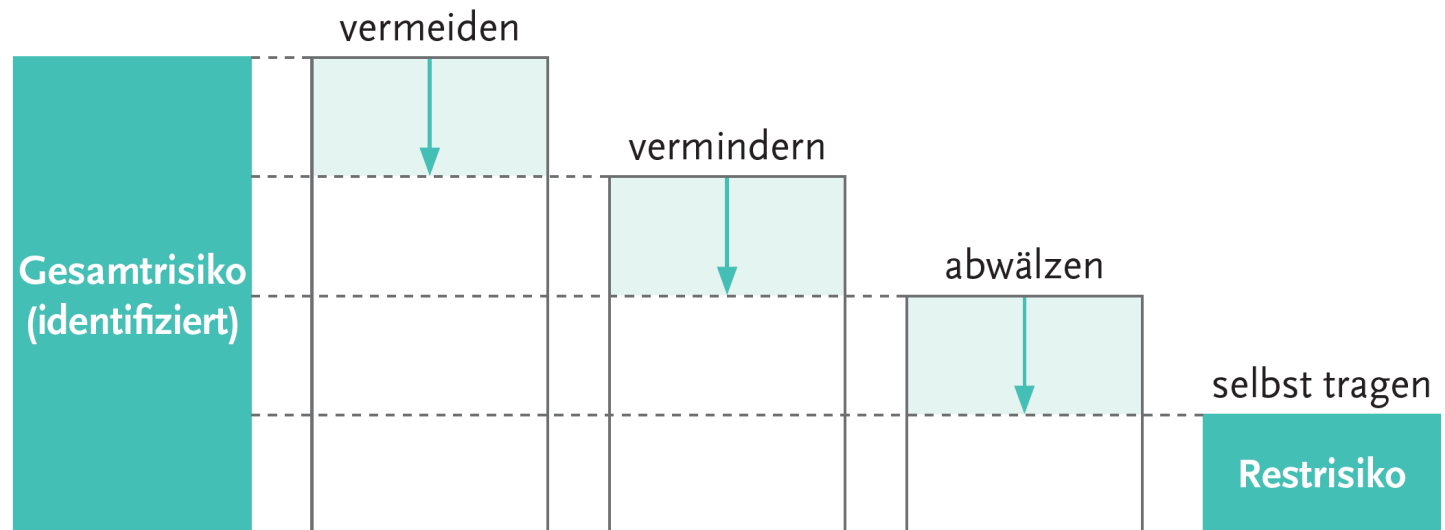 vermeiden
vermindern
Gesamtrisiko
(identifiziert)
abwälzen
selbst tragen
Restrisiko